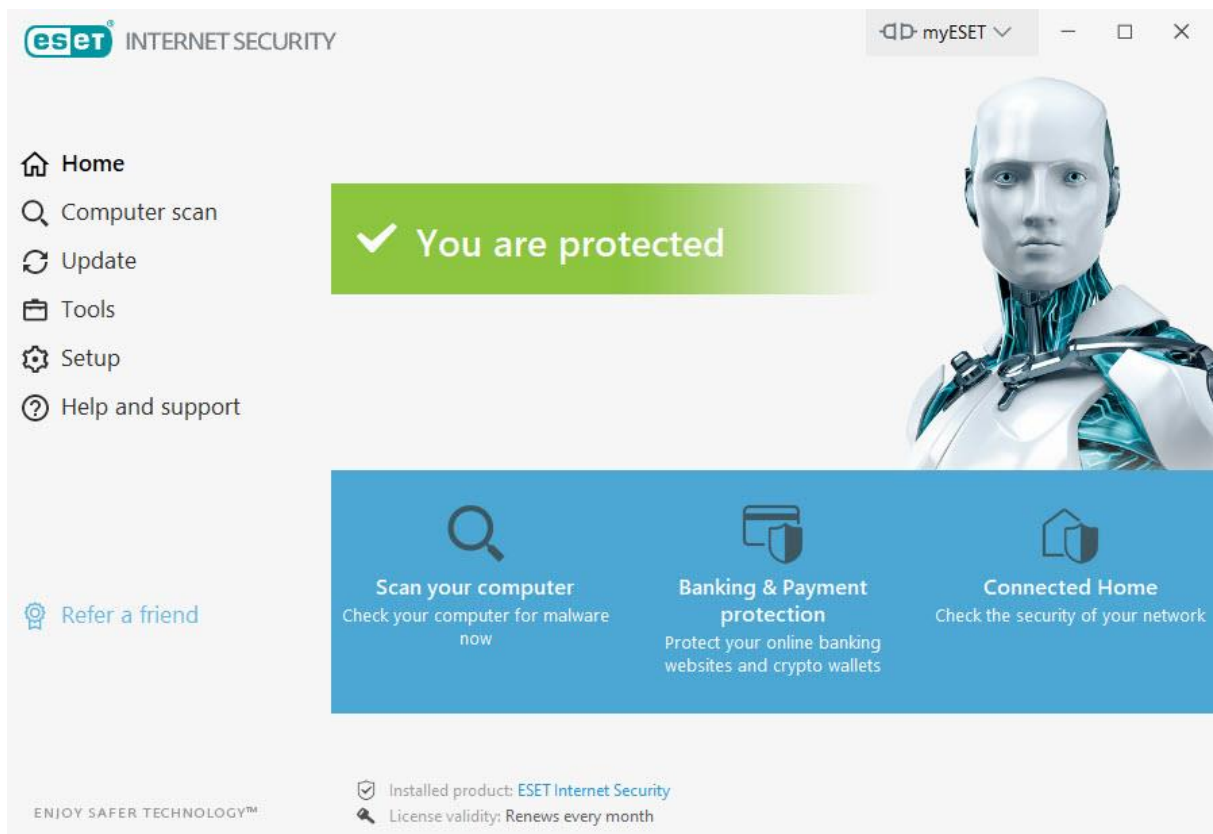 eseT® INTERNET SECURITY
myESET
Home
Computer scan
Update
Tools
Setup
Help and support
You are protected
Scan your computer
Check your computer for malware
now
Banking & Payment
protection
Protect your online banking
websites and crypto wallets
Connected Home
Check the security of your network
Refer a friend
Installed product: ESET Internet Security
License validity: Renews every month
ENJOY SAFER TECHNOLOGY™